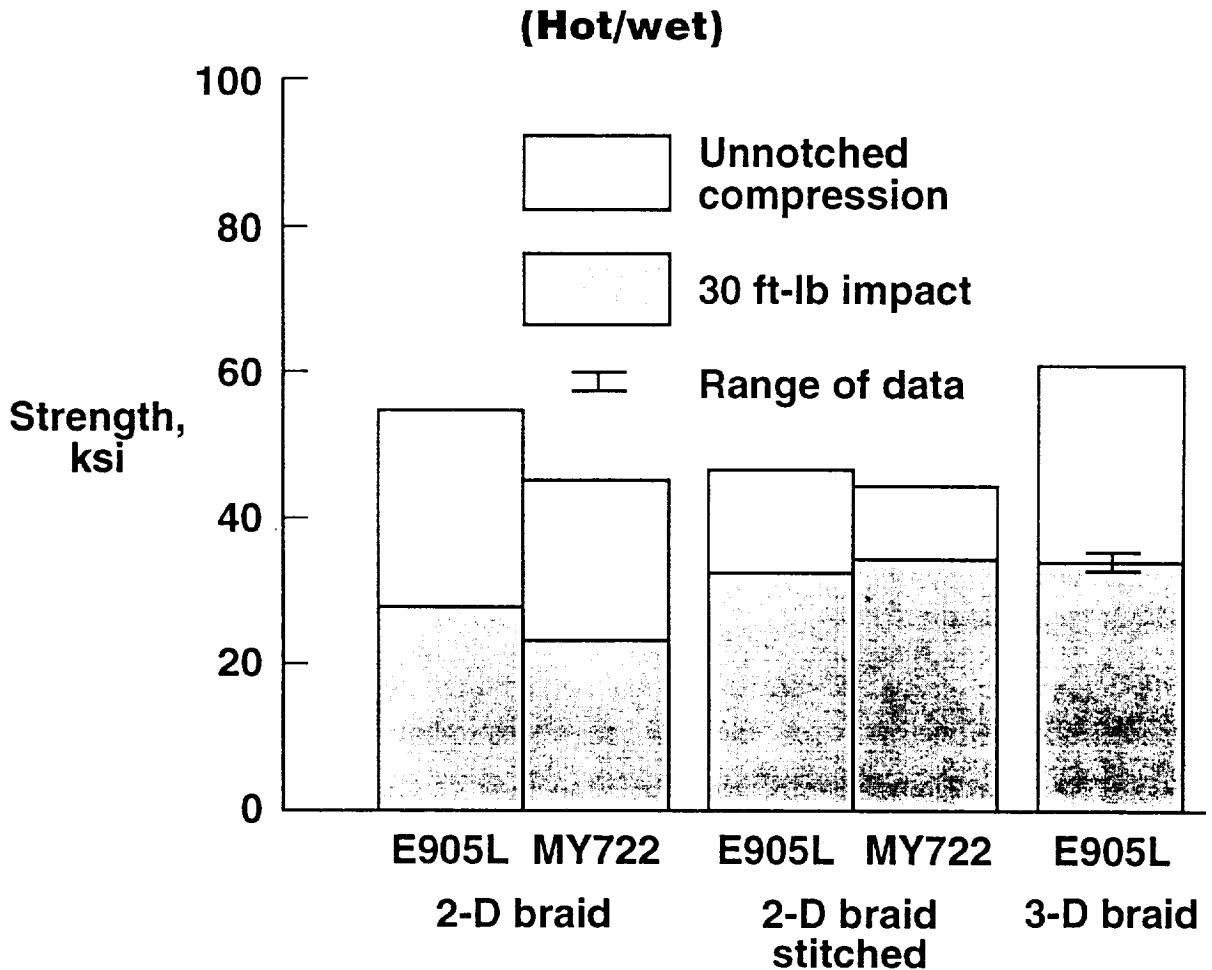 (Hot/wet)
100
80
60
40
20
0
Strength,
ksi
Unnotched
compression
30 ft-lb impact
Range of data
E905L MY722 E905L MY722 E905L
2-D braid 2-D braid 3-D braid
stitched